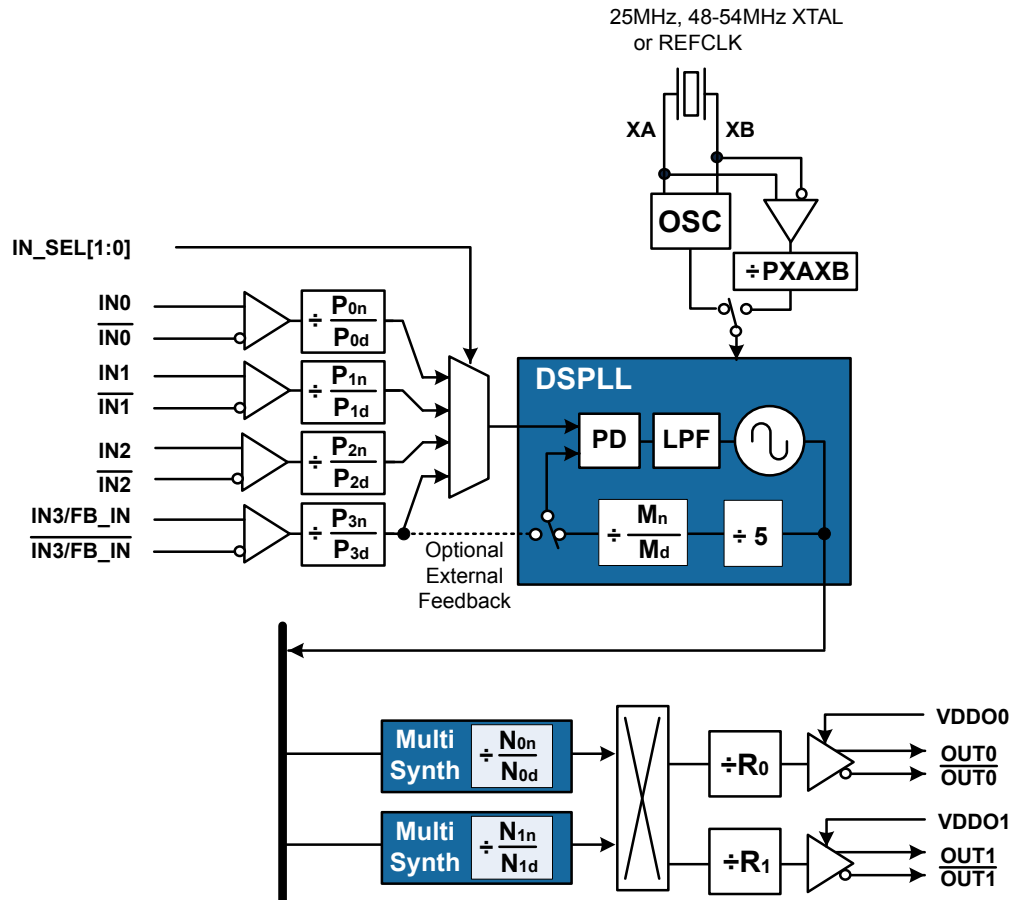 25MHz, 48-54MHz XTAL
or REFCLK
XA
XB
OSC
÷PXAXB
IN_SEL[1:0]
IN0
IN0
÷ P0n
P0d
IN1
IN1
÷ P1n
P1d
IN2
IN2
÷ P2n
P2d
IN3/FB_IN
IN3/FB_IN
÷ P3n
P3d
Optional
External
Feedback
DSPLL
PD
LPF
÷ Mn
Md
÷ 5
Multi
Synth
÷ N0n
N0d
÷R0
VDDO0
OUT0
OUT0
Multi
Synth
÷ N1n
N1d
÷R1
VDDO1
OUT1
OUT1